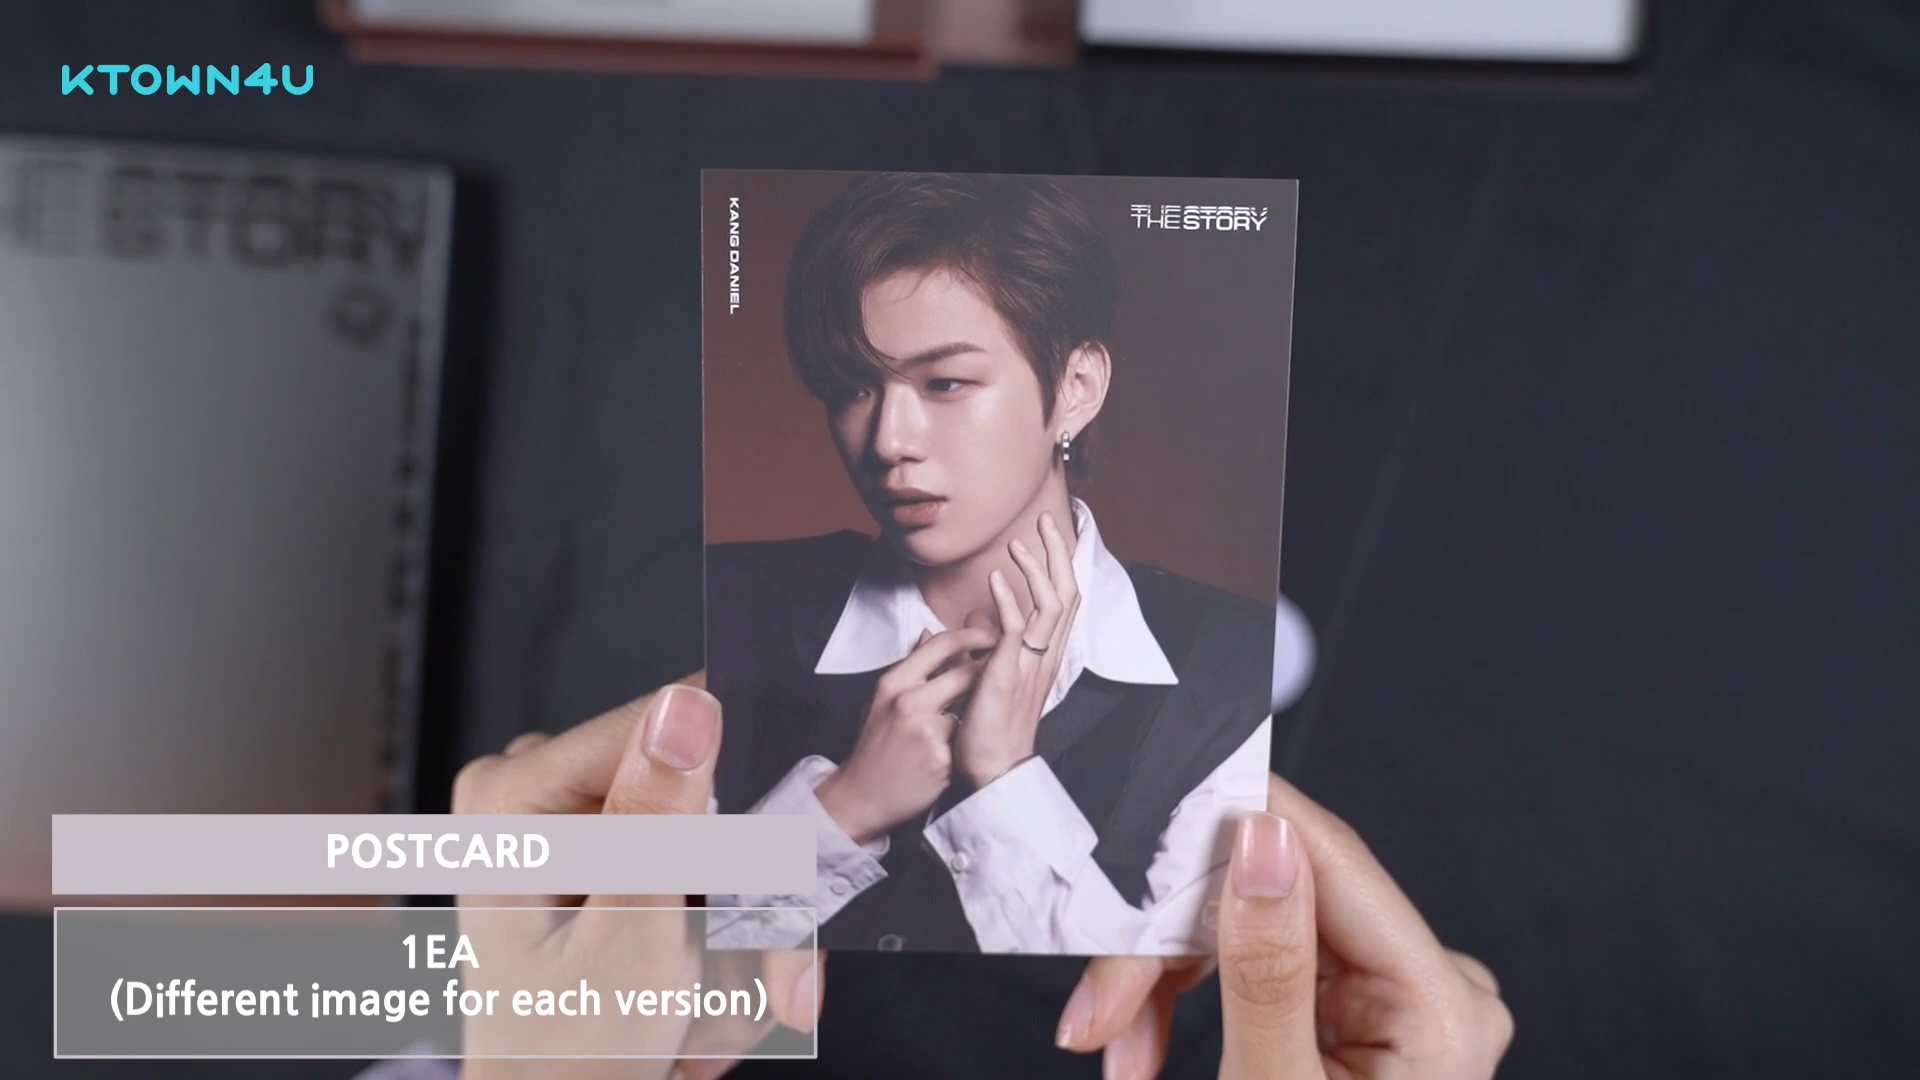 KTOWN4U
THE STORY
KANG DANIEL
THE STORY
POSTCARD
1EA
(Different image for each version)